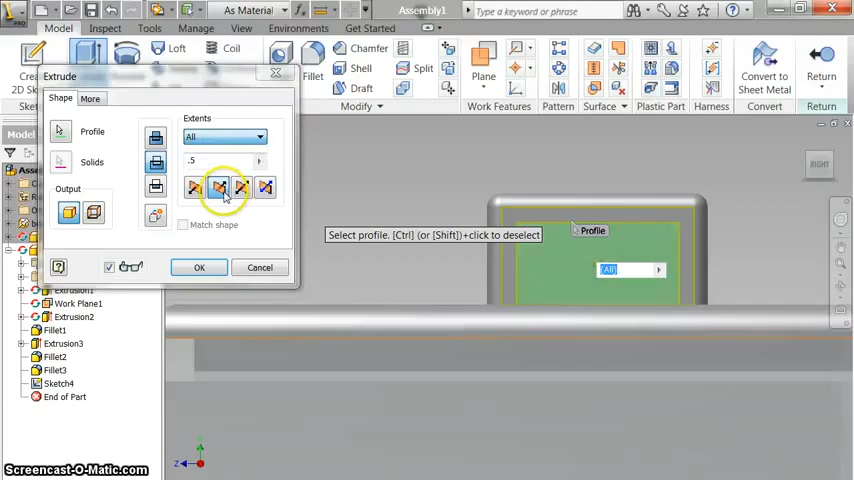 As Material
Assembly1
Type a keyword or phrase
PRO
Model
Inspect
Tools
Manage
View
Environments
Get Started
Loft
Coil
Chamfer
Shell
Draft
Split
Fillet
Plane
Convert to
Sheet Metal
Return
Modify
Work Features
Pattern
Surface
Plastic Part
Harness
Convert
Return
Extrude
Shape
More
Profile
Solids
Output
Extents
All
.5
Match shape
OK
Cancel
Select profile. [Ctrl] (or [Shift])+click to deselect
Profile
(All)
RIGHT
Extrusion1
Work Plane1
Extrusion2
Fillet1
Extrusion3
Fillet2
Fillet3
Sketch4
End of Part
Z
Screencast-O-Matic.com